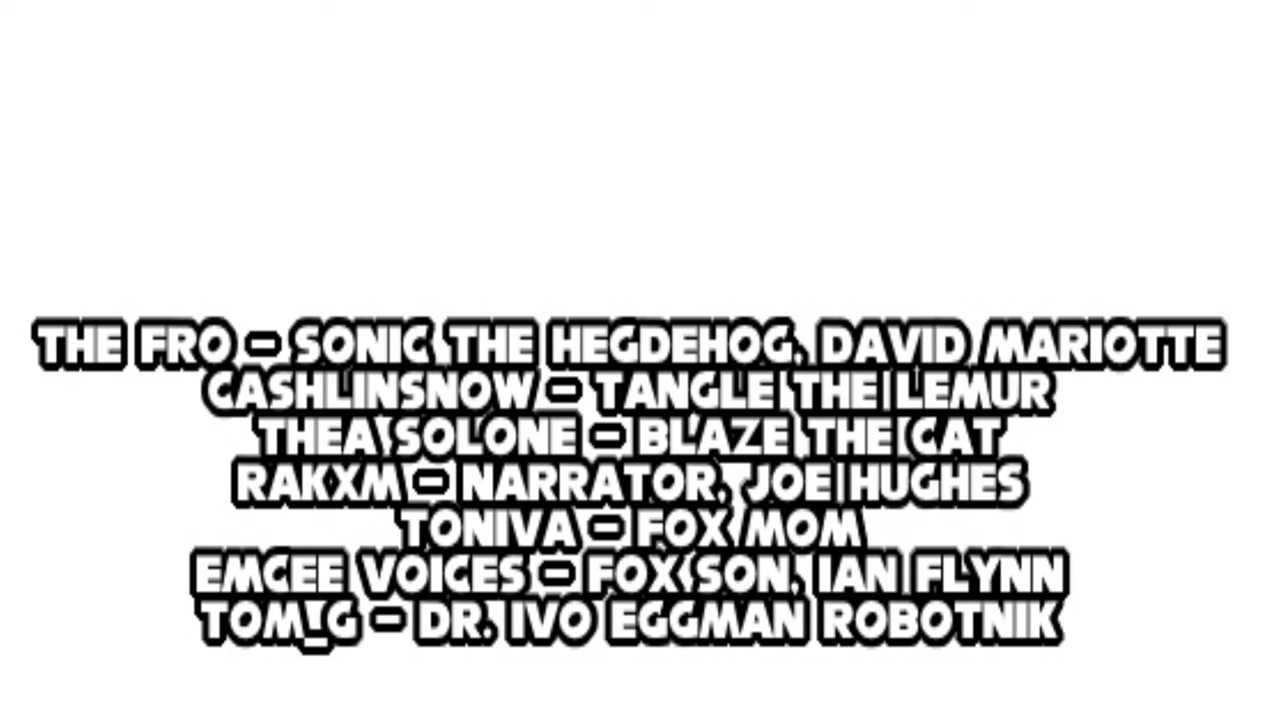 THE FRO - SONIC THE HEGDEHOG, DAVID MARIOTTE
CASHLINSNOW - TANGLE THE LEMUR
THEA SOLONE - BLAZE THE CAT
RAKXM - NARRATOR, JOE HUGHES
TONIVA - FOX MOM
EMCEE VOICES - FOX SON, IAN FLYNN
TOM_G - DR. IVO EGGMAN ROBOTNIK